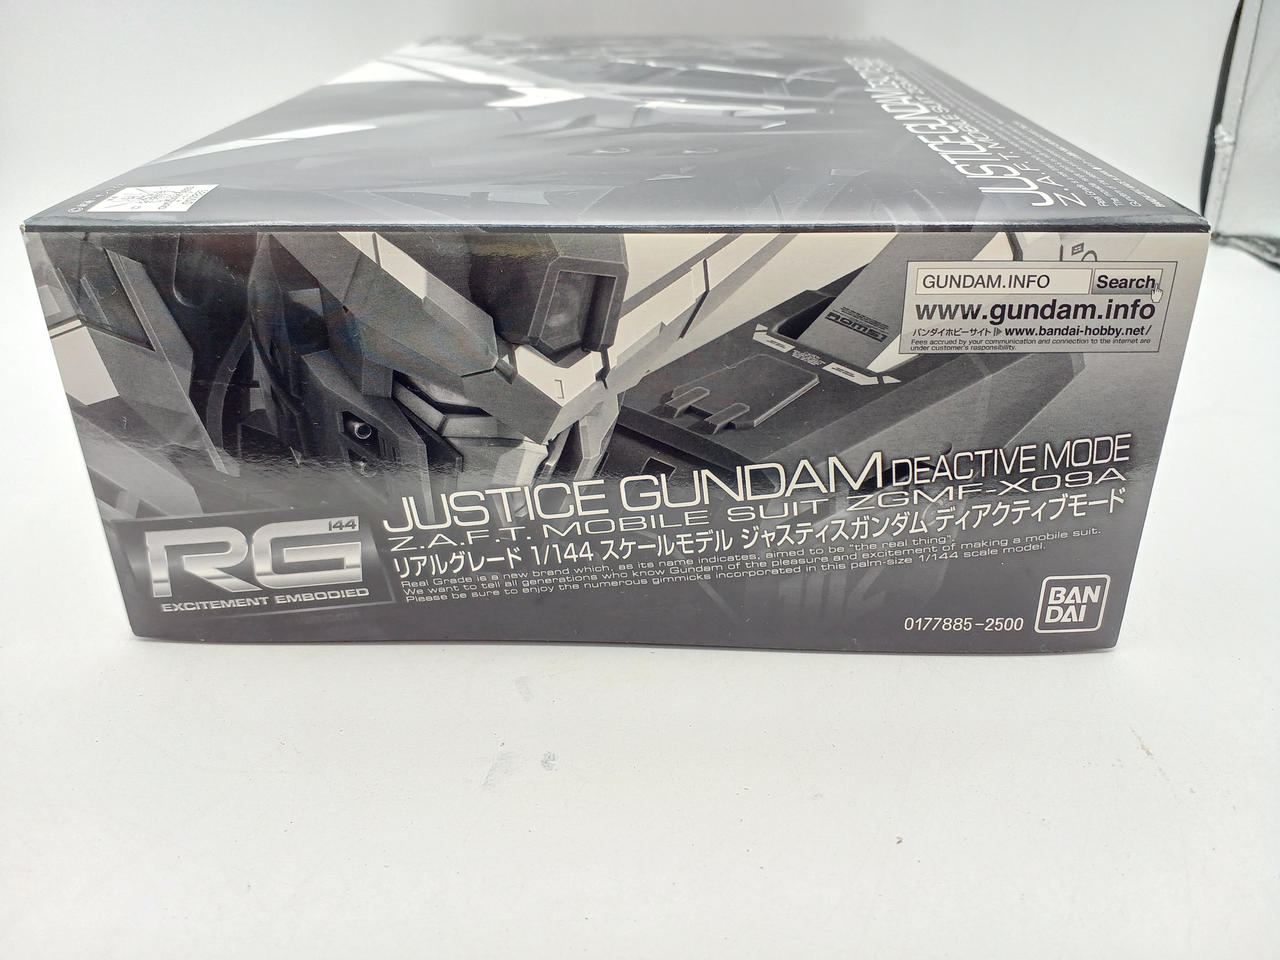 JUSTICE GUNDAM
GUNDAM.INFO Search
www.gundam.info
バンダイホビーサイト ▶ www.bandai-hobby.net/
Fees accrued by your communication and connection to the internet are
under customer's responsibility.
JUSTICE GUNDAM DEACTIVE MODE
Z.A.F.T. MOBILE SUIT ZGMF-X09A
リアルグレード 1/144 スケールモデル ジャスティスガンダム ディアクティブモード
Real Grade is a new brand which, as its name indicates, aimed to be "the real thing".
We want to tell all generations who know Gundam of the pleasure and excitement of making a mobile suit.
Please be sure to enjoy the numerous gimmicks incorporated in this palm-size 1/144 scale model.
RG 144
EXCITEMENT EMBODIED
0177885-2500
BAN
DAI